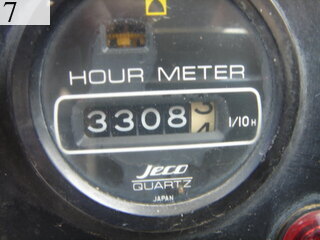 7
HOUR METER
3308 1/10H
Jeco
QUARTZ
JAPAN